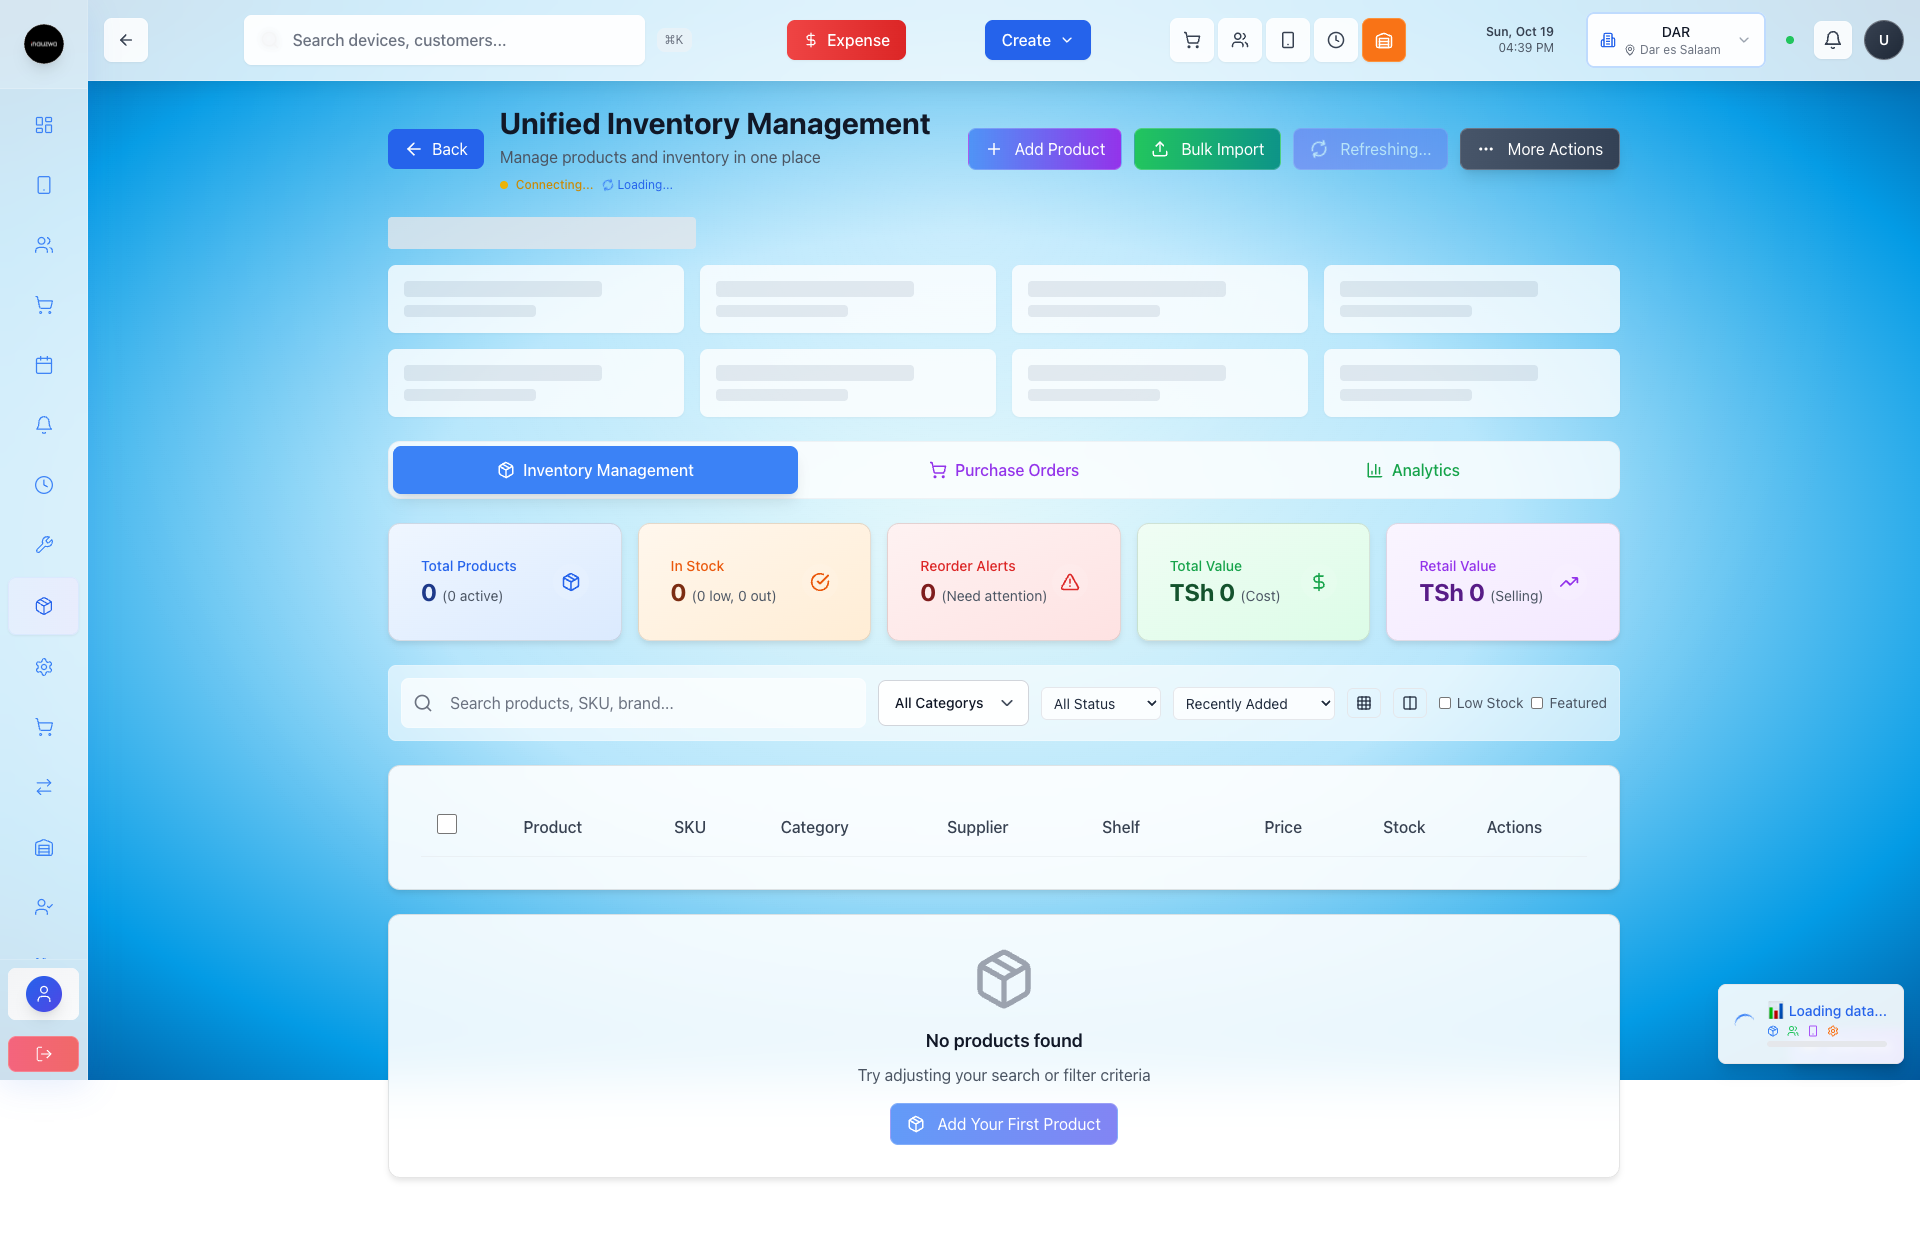 Search devices, customers...
⌘K
Expense
Create
Sun, Oct 19
04:39 PM
DAR
Dar es Salaam
U
Back
Unified Inventory Management
Manage products and inventory in one place
Connecting...
Loading...
Add Product
Bulk Import
Refreshing...
More Actions
Inventory Management
Purchase Orders
Analytics
Total Products
0 (0 active)
In Stock
0 (0 low, 0 out)
Reorder Alerts
0 (Need attention)
Total Value
TSh 0 (Cost)
Retail Value
TSh 0 (Selling)
Search products, SKU, brand...
All Categorys
All Status
Recently Added
Low Stock
Featured
Product
SKU
Category
Supplier
Shelf
Price
Stock
Actions
No products found
Try adjusting your search or filter criteria
Add Your First Product
Loading data...